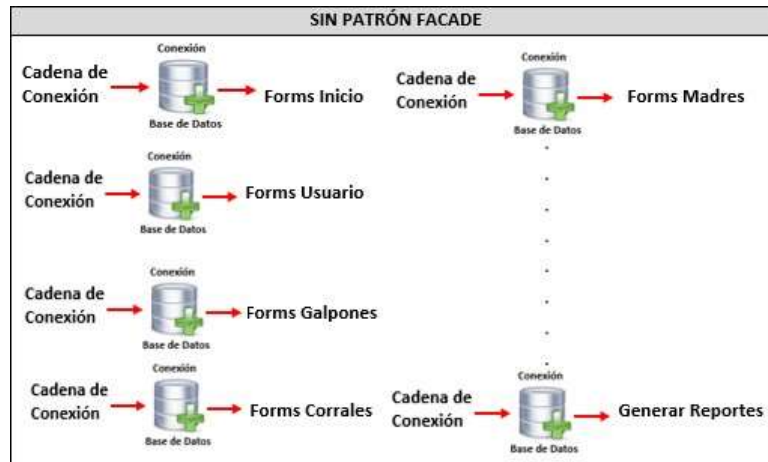 SIN PATRÓN FACADE
Conexión
Cadena de
Conexión
Forms Inicio
Base de Datos
Conexión
Cadena de
Conexión
Forms Usuario
Base de Datos
Conexión
Cadena de
Conexión
Forms Galpones
Base de Datos
Conexión
Cadena de
Conexión
Forms Corrales
Base de Datos
Conexión
Cadena de
Conexión
Forms Madres
Base de Datos
Conexión
Cadena de
Conexión
Generar Reportes
Base de Datos